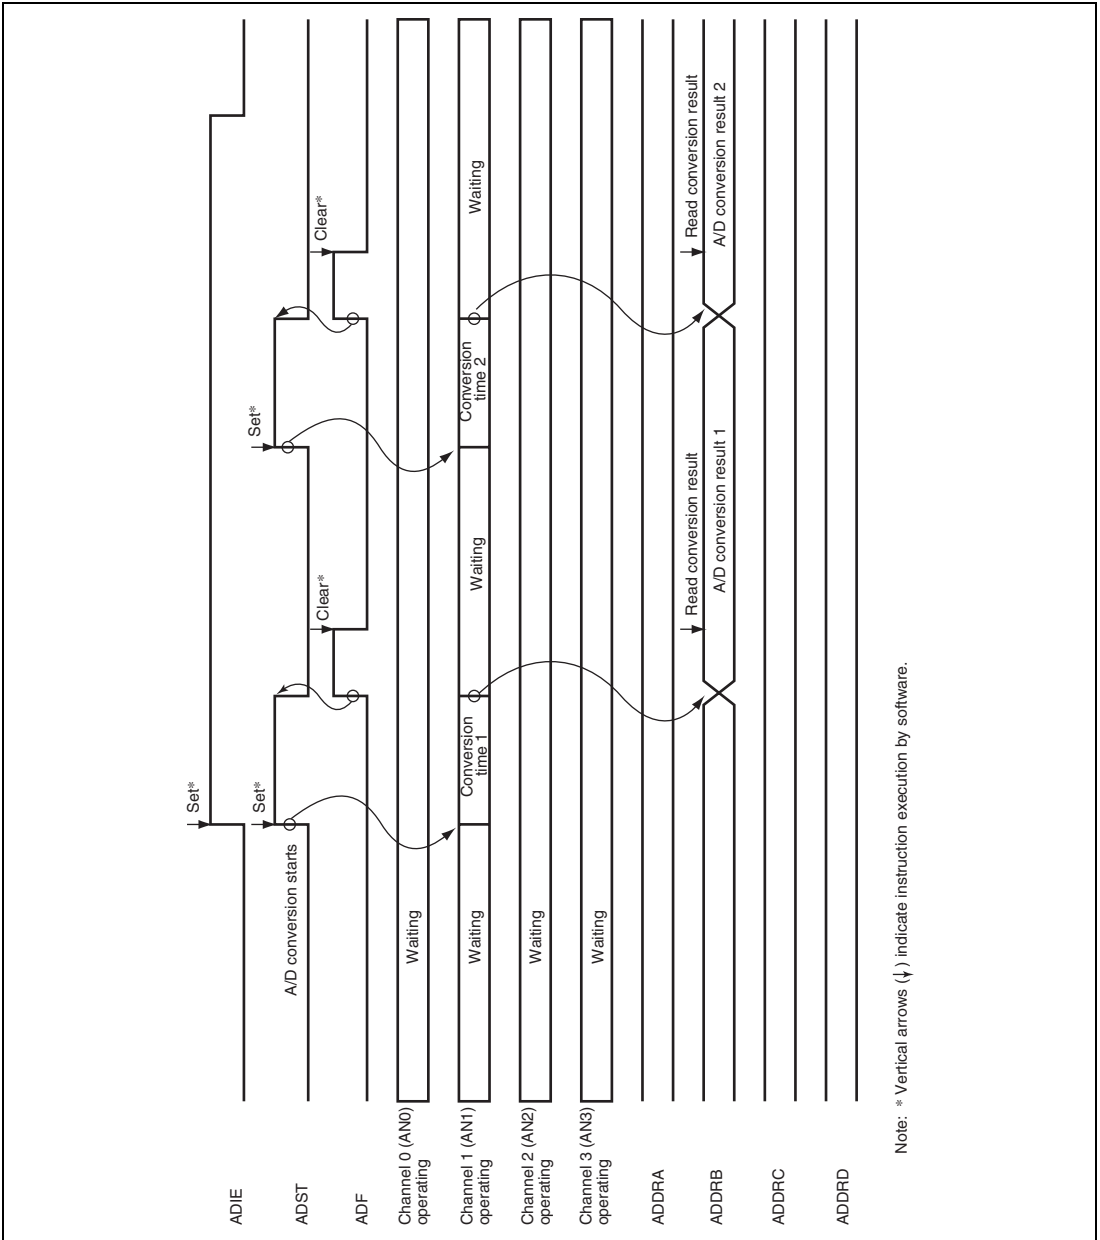 ADIE
Set*
ADST
A/D conversion starts
Set*
Set*
ADF
Clear*
Clear*
Channel 0 (AN0)
operating
Waiting
Channel 1 (AN1)
operating
Waiting
Conversion
time 1
Waiting
Conversion
time 2
Waiting
Channel 2 (AN2)
operating
Waiting
Channel 3 (AN3)
operating
Waiting
ADDRA
ADDRB
Read conversion result
A/D conversion result 1
Read conversion result
A/D conversion result 2
ADDRC
ADDRD
Note: * Vertical arrows (↓) indicate instruction execution by software.